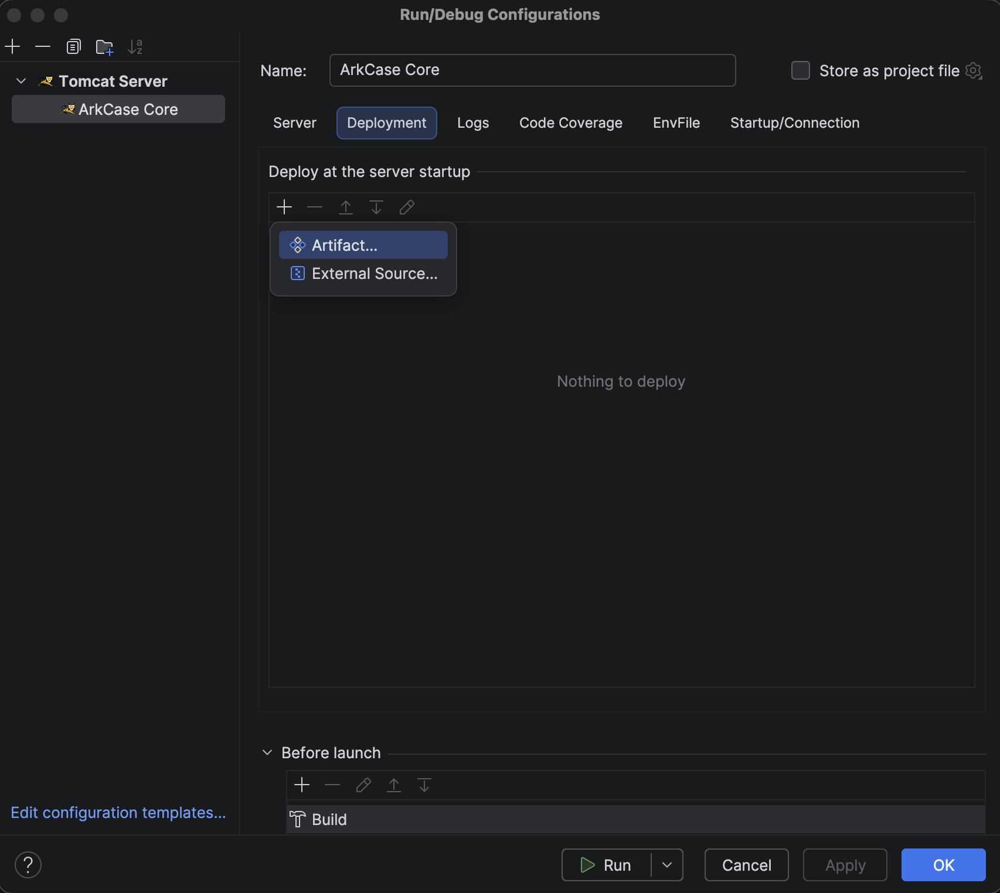 Run/Debug Configurations
Tomcat Server
ArkCase Core
Edit configuration templates...
Name: ArkCase Core Store as project file
Server Deployment Logs Code Coverage EnvFile Startup/Connection
Deploy at the server startup
Artifact...
External Source...
Nothing to deploy
Before launch
Build
? Run Cancel Apply OK